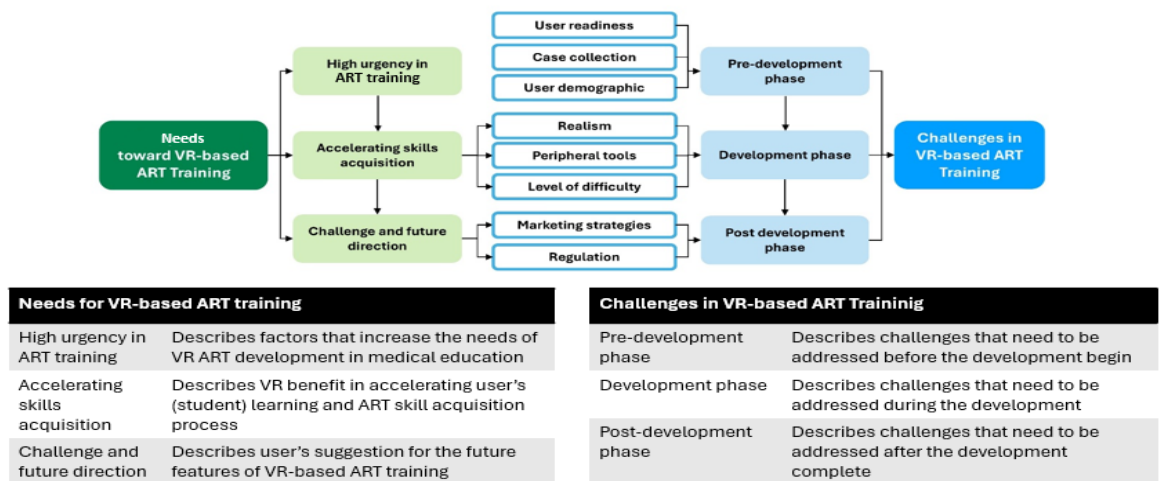 Needs
toward VR-based
ART Training
High urgency in
ART training
Accelerating skills
acquisition
Challenge and future
direction
User readiness
Case collection
User demographic
Realism
Peripheral tools
Level of difficulty
Marketing strategies
Regulation
Pre-development
phase
Development phase
Post development
phase
Challenges in
VR-based ART
Training
Needs for VR-based ART training
High urgency in
ART training
Describes factors that increase the needs of
VR ART development in medical education
Accelerating
skills
acquisition
Describes VR benefit in accelerating user's
(student) learning and ART skill acquisition
process
Challenge and
future direction
Describes user's suggestion for the future
features of VR-based ART training
Challenges in VR-based ART Traininig
Pre-development
phase
Describes challenges that need to be
addressed before the development begin
Development phase
Describes challenges that need to be
addressed during the development
Post-development
phase
Describes challenges that need to be
addressed after the development
complete